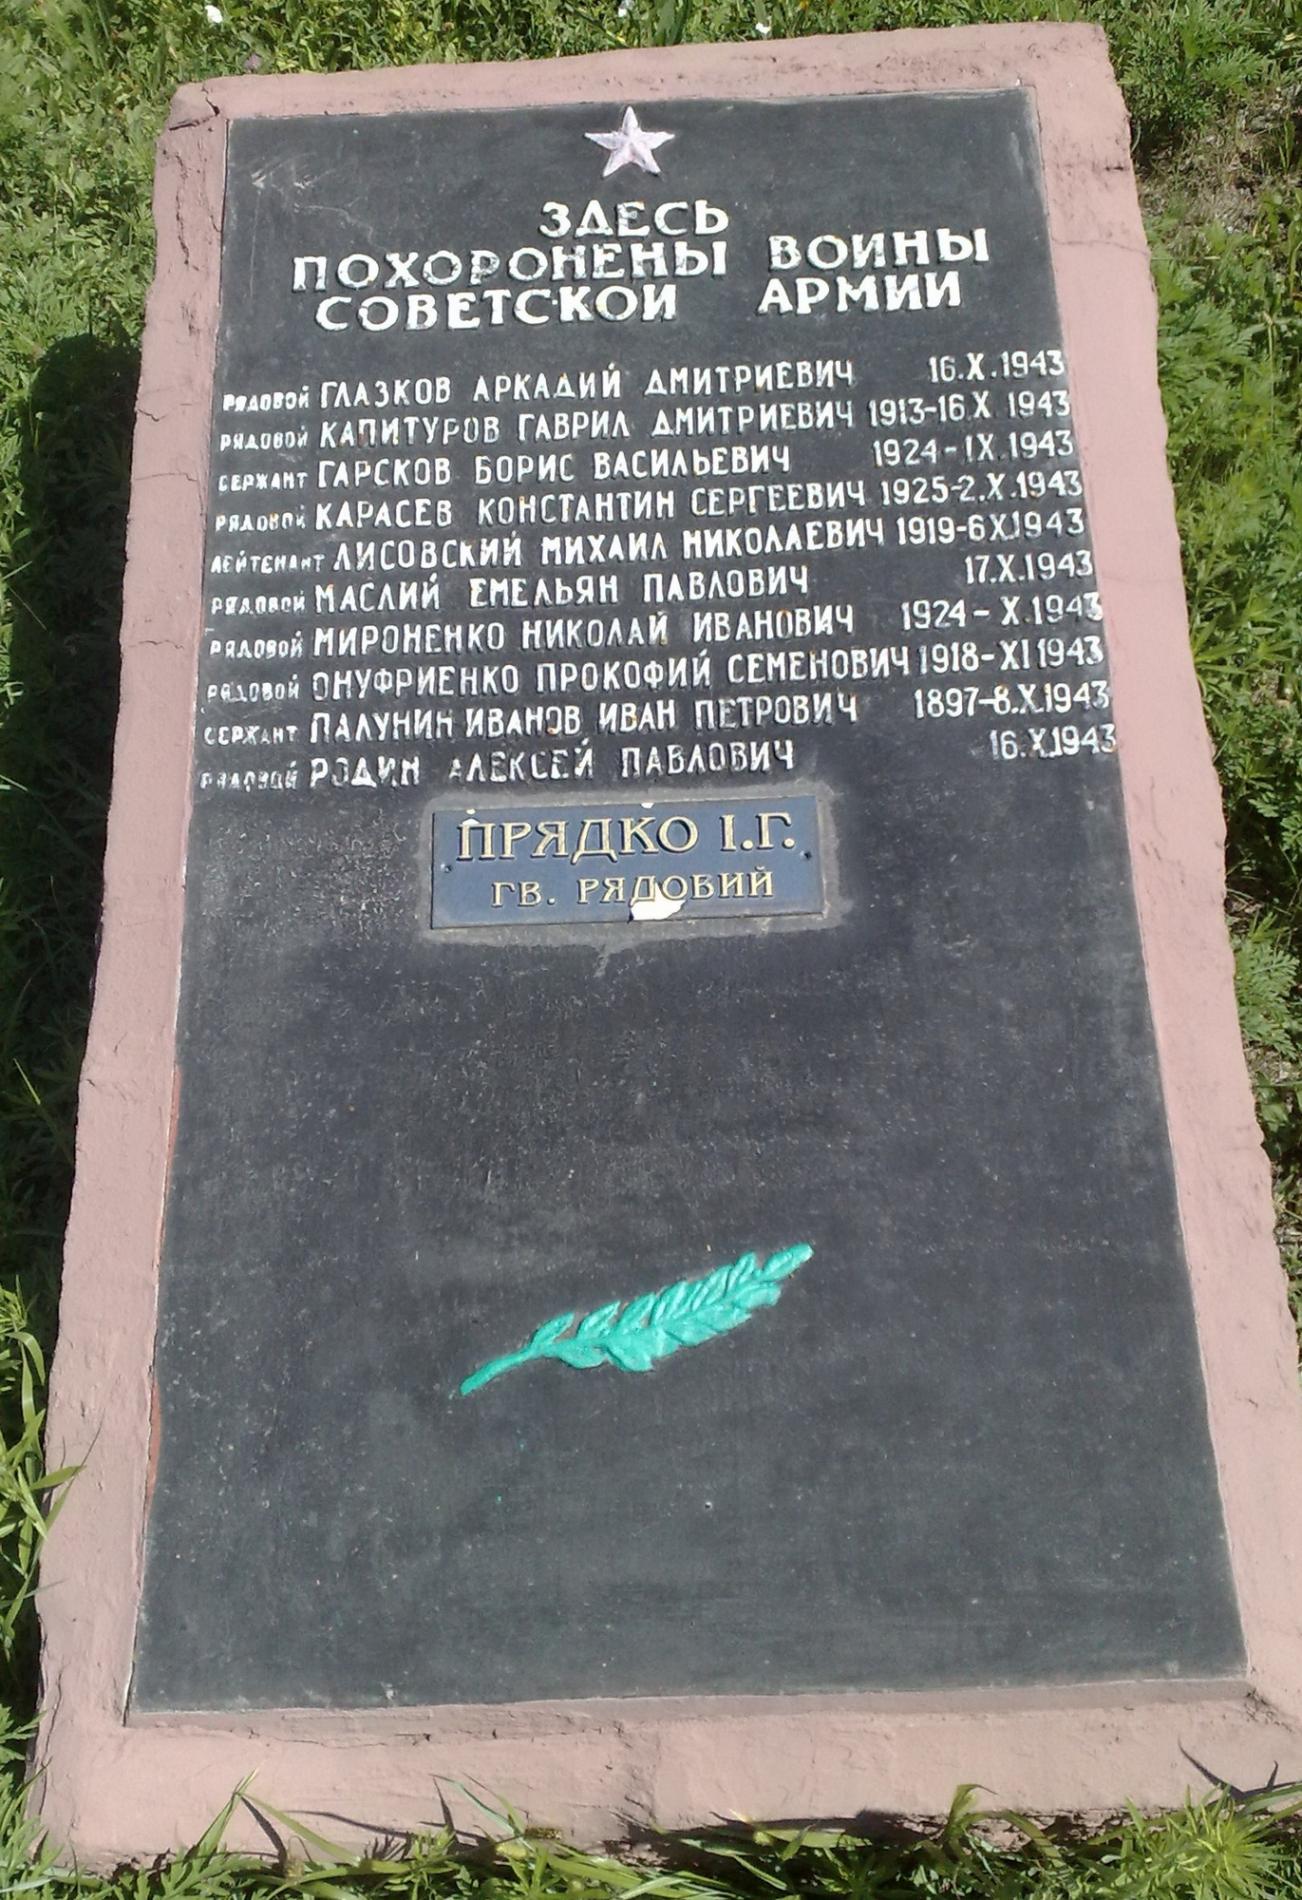 ЗДЕСЬ
ПОХОРОНЕНЫ ВОИНЫ
СОВЕТСКОЙ АРМИИ
РЯДОВОЙ ГЛАЗКОВ АРКАДИЙ ДМИТРИЕВИЧ 16.X.1943
РЯДОВОЙ КАПИТУРОВ ГАВРИЛ ДМИТРИЕВИЧ 1913-16.X.1943
СЕРЖАНТ ГАРСКОВ БОРИС ВАСИЛЬЕВИЧ 1924-IX.1943
РЯДОВОЙ КАРАСЕВ КОНСТАНТИН СЕРГЕЕВИЧ 1925-2.X.1943
ЛЕЙТЕНАНТ ЛИСОВСКИЙ МИХАИЛ НИКОЛАЕВИЧ 1919-6X.1943
РЯДОВОЙ МАСЛИЙ ЕМЕЛЬЯН ПАВЛОВИЧ 17.X.1943
РЯДОВОЙ МИРОНЕНКО НИКОЛАЙ ИВАНОВИЧ 1924-X.1943
РЯДОВОЙ ОНУФРИЕНКО ПРОКОФИЙ СЕМЕНОВИЧ 1918-XI 1943
СЕРЖАНТ ПАЛУНИН ИВАНОВ ИВАН ПЕТРОВИЧ 1897-8.X.1943
РЯДОВОЙ РОДИН АЛЕКСЕЙ ПАВЛОВИЧ 16.X.1943
ПРЯДКО І.Г.
ГВ. РЯДОВИЙ